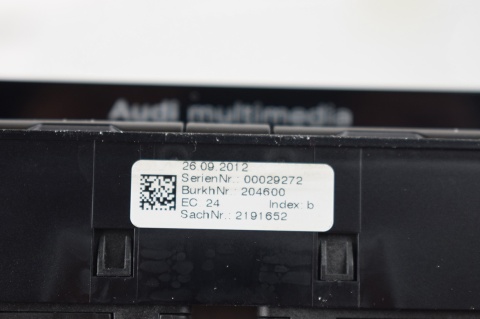 Audi multimedia
26.09.2012
SerienNr.: 00029272
BurkhNr.: 204600
EC: 24 Index: b
SachNr.: 2191652